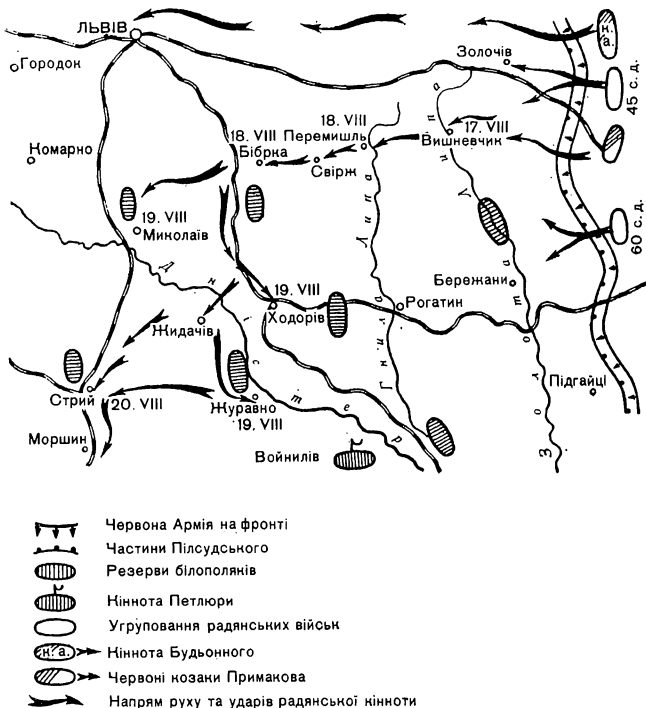 ЛЬВІВ
к.
а.
Золочів
Городок
45 с. д.
18. VIII
18. VIII Перемишль
17. VIII
Бібрка
Вишневчик
Комарно
Свірж
19. VIII
Миколаїв
60 с. д.
Гнила Липа
Золота Липа
Дністер
Бережани
19. VIII
Ходорів
Рогатин
Жидачів
Підгайці
Стрий
20. VIII
Журавно
19. VIII
Моршин
Войнилів
Червона Армія на фронті
Частини Пілсудського
Резерви білополяків
Кіннота Петлюри
Угруповання радянських військ
к. а. Кіннота Будьонного
Червоні козаки Примакова
Напрям руху та ударів радянської кінноти